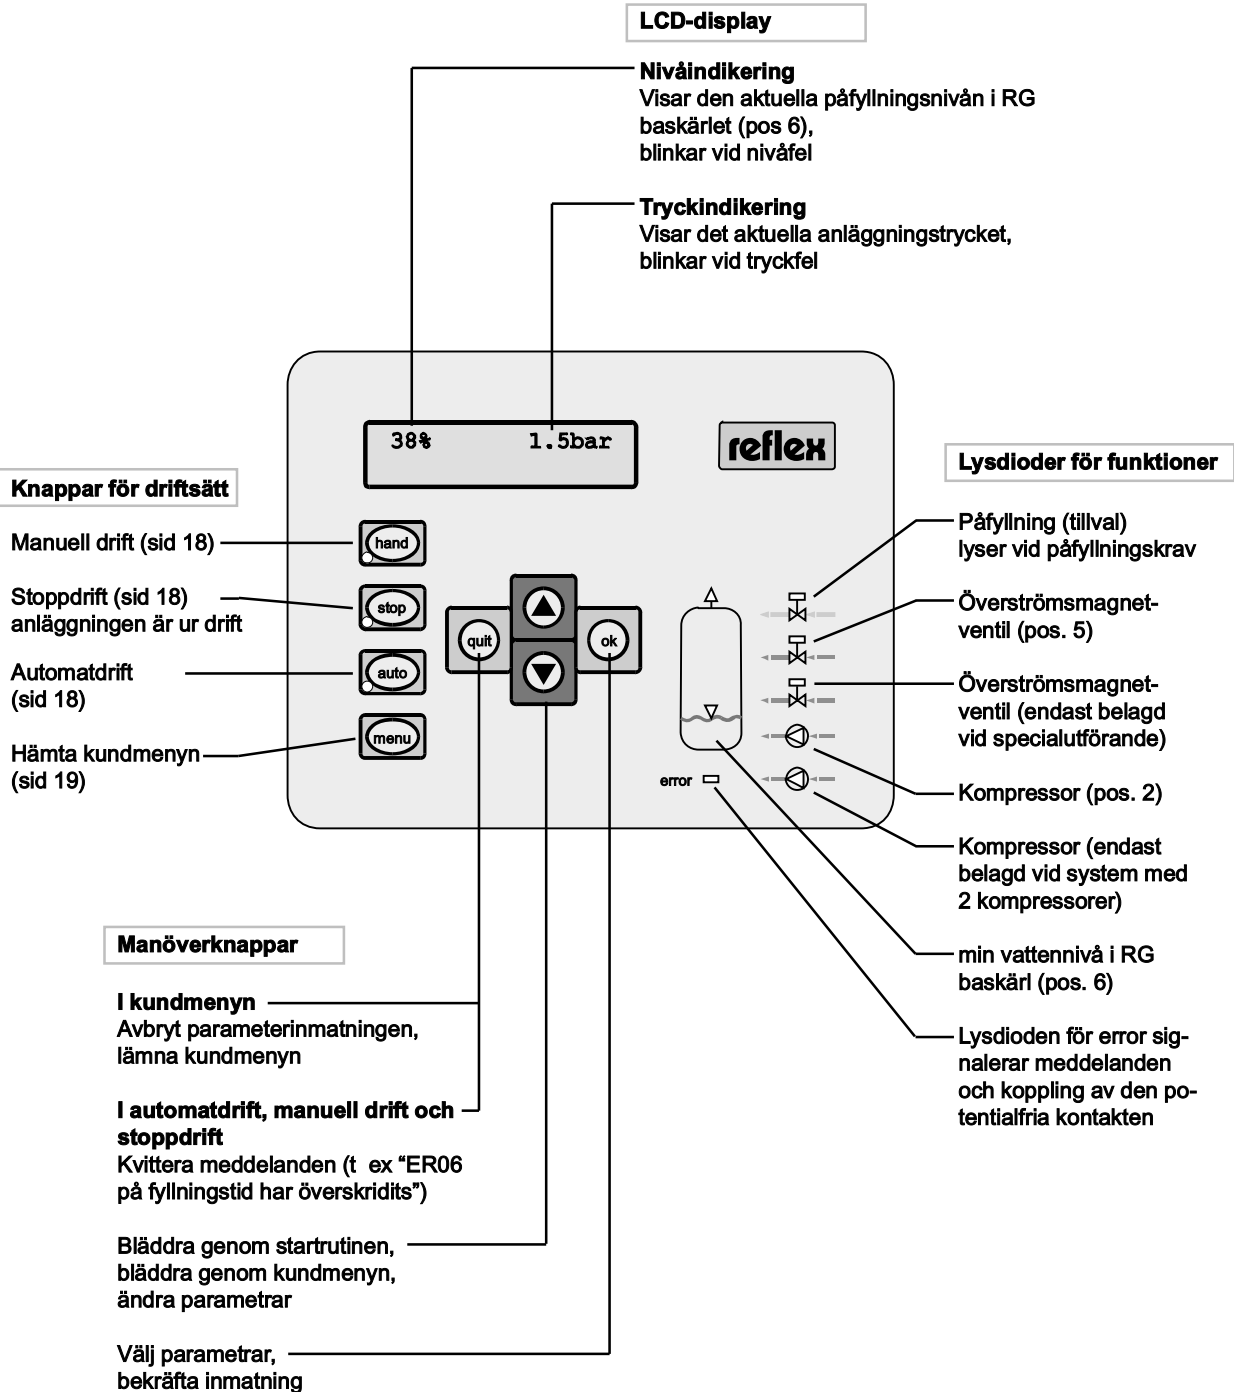 LCD-display
Nivåindikering
Visar den aktuella påfyllningsnivån i RG
baskärlet (pos 6),
blinkar vid nivåfel
Tryckindikering
Visar det aktuella anläggningstrycket,
blinkar vid tryckfel
38% 1.5bar
reflex
Knappar för driftsätt
Manuell drift (sid 18)
Stoppdrift (sid 18)
anläggningen är ur drift
Automatdrift
(sid 18)
Hämta kundmenyn
(sid 19)
hand
stop
auto
menu
quit
ok
error
Lysdioder för funktioner
Påfyllning (tillval)
lyser vid påfyllningskrav
Överströmsmagnet-
ventil (pos. 5)
Överströmsmagnet-
ventil (endast belagd
vid specialutförande)
Kompressor (pos. 2)
Kompressor (endast
belagd vid system med
2 kompressorer)
min vattennivå i RG
baskärl (pos. 6)
Lysdioden för error sig-
nalerar meddelanden
och koppling av den po-
tentialfria kontakten
Manöverknappar
I kundmenyn
Avbryt parameterinmatningen,
lämna kundmenyn
I automatdrift, manuell drift och
stoppdrift
Kvittera meddelanden (t ex “ER06
på fyllningstid har överskridits”)
Bläddra genom startrutinen,
bläddra genom kundmenyn,
ändra parametrar
Välj parametrar,
bekräfta inmatning